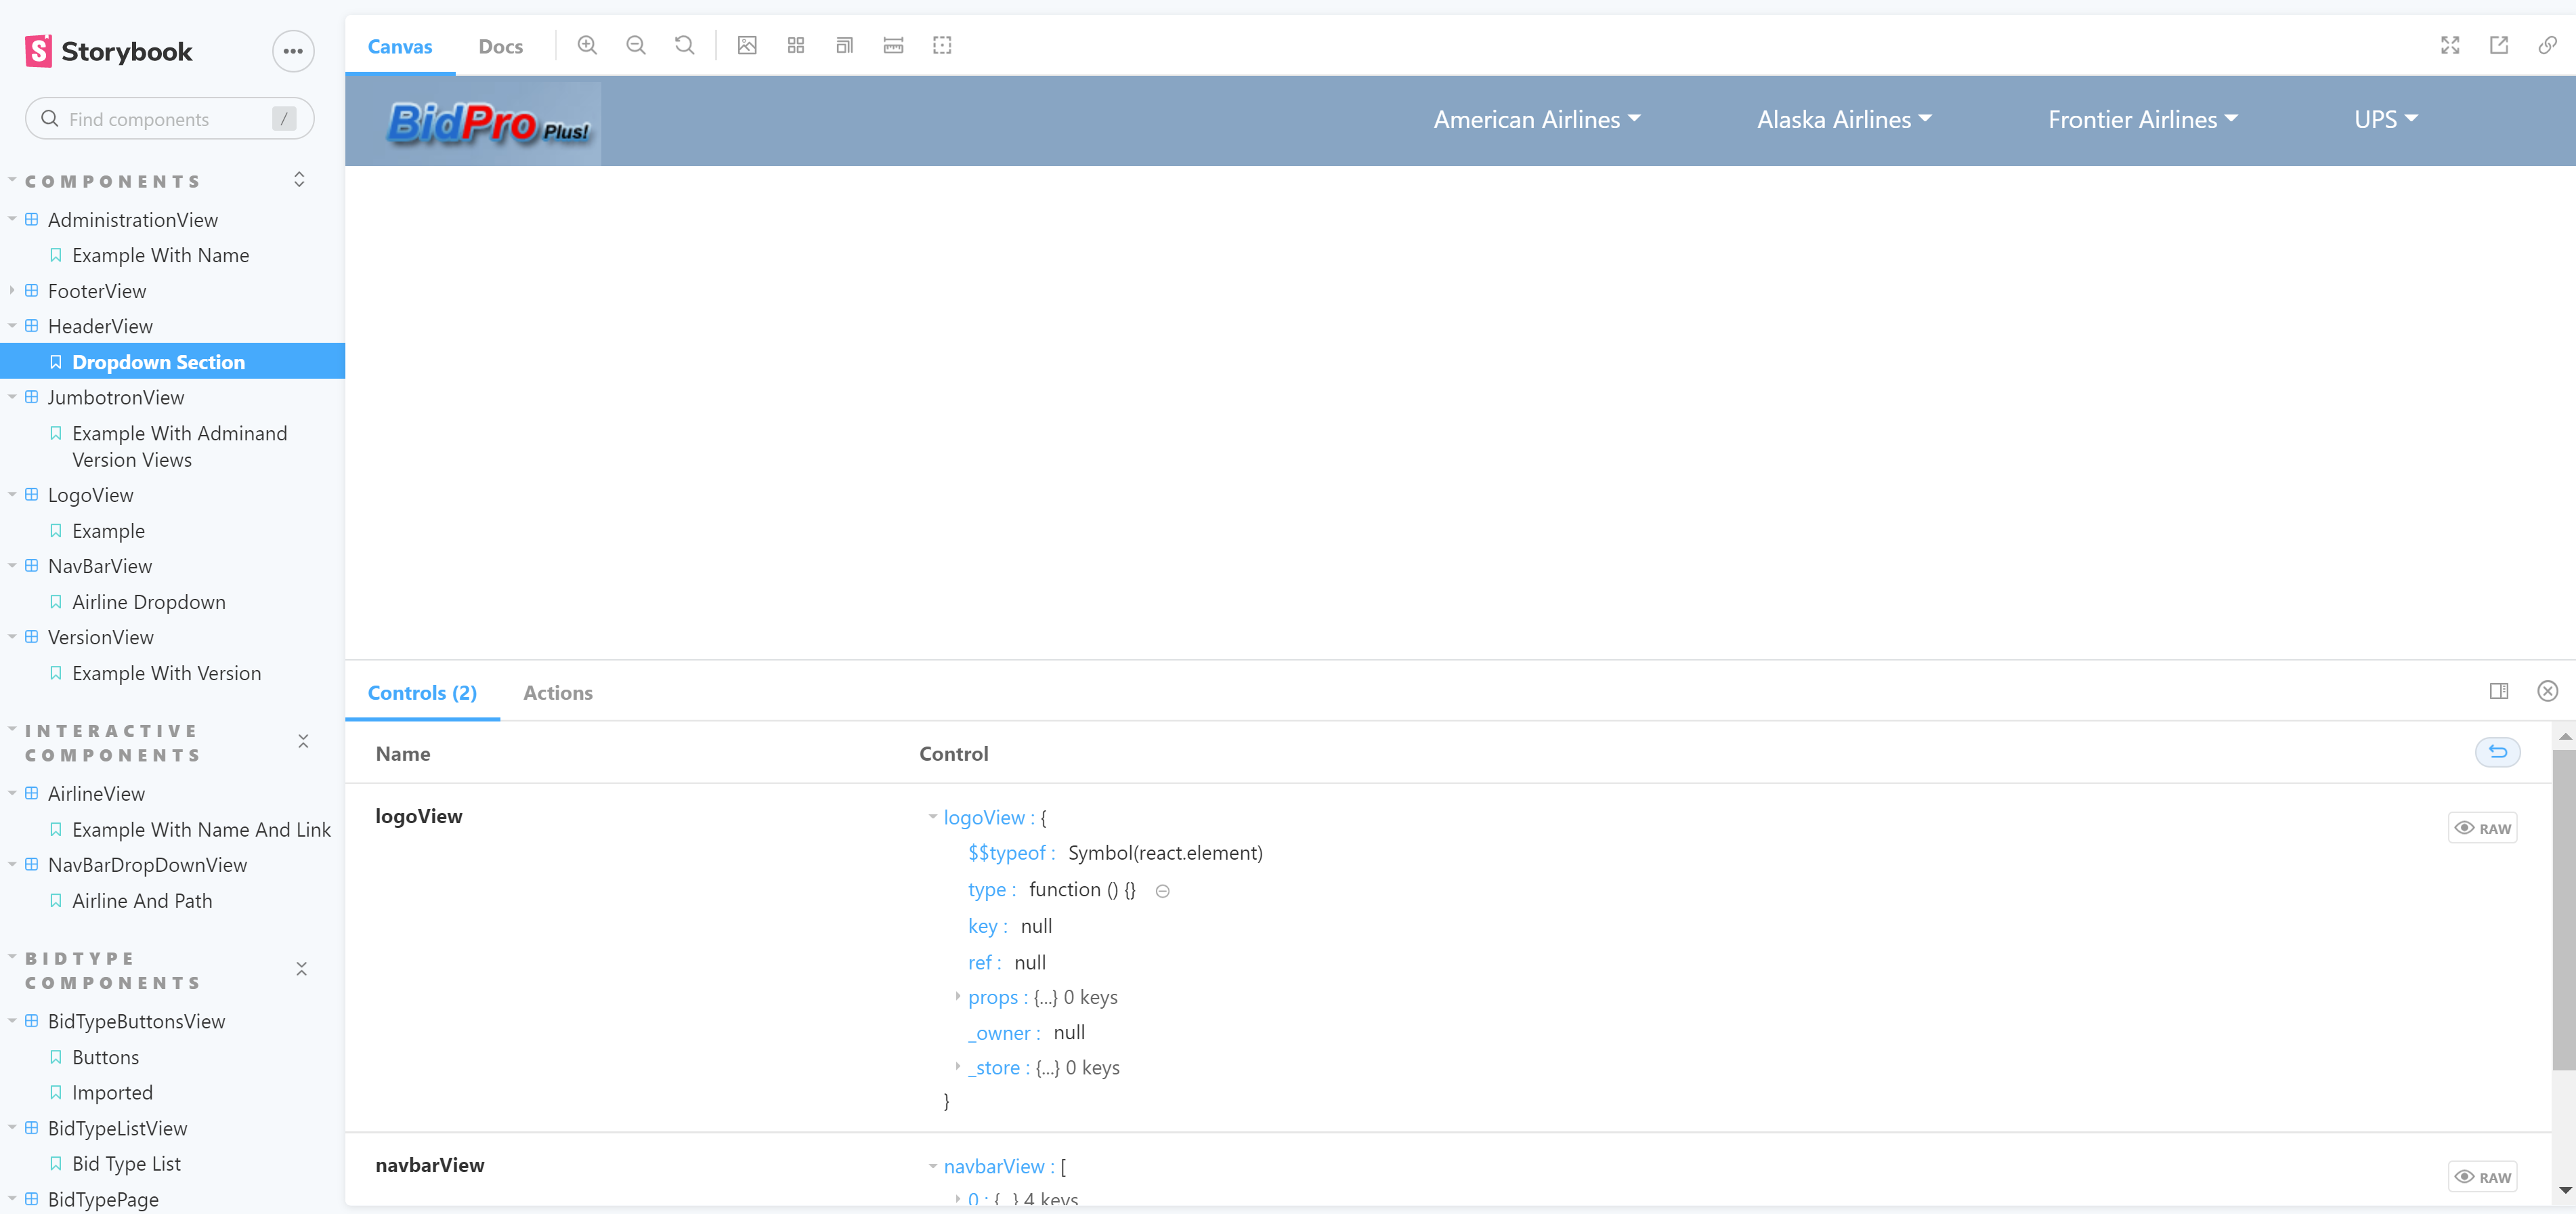 Storybook
Find components
/
COMPONENTS
AdministrationView
Example With Name
FooterView
HeaderView
Dropdown Section
JumbotronView
Example With Adminand
Version Views
LogoView
Example
NavBarView
Airline Dropdown
VersionView
Example With Version
INTERACTIVE
COMPONENTS
AirlineView
Example With Name And Link
NavBarDropDownView
Airline And Path
BIDTYPE
COMPONENTS
BidTypeButtonsView
Buttons
Imported
BidTypeListView
Bid Type List
BidTypePage
Canvas Docs
BidPro Plus! American Airlines Alaska Airlines Frontier Airlines UPS
Controls (2) Actions
Name Control
logoView
logoView : {
RAW
$$typeof : Symbol(react.element)
type : function () {}
key : null
ref : null
props : {...} 0 keys
_owner : null
_store : {...} 0 keys
}
navbarView
navbarView : [
RAW
0 : {...} 4 keys